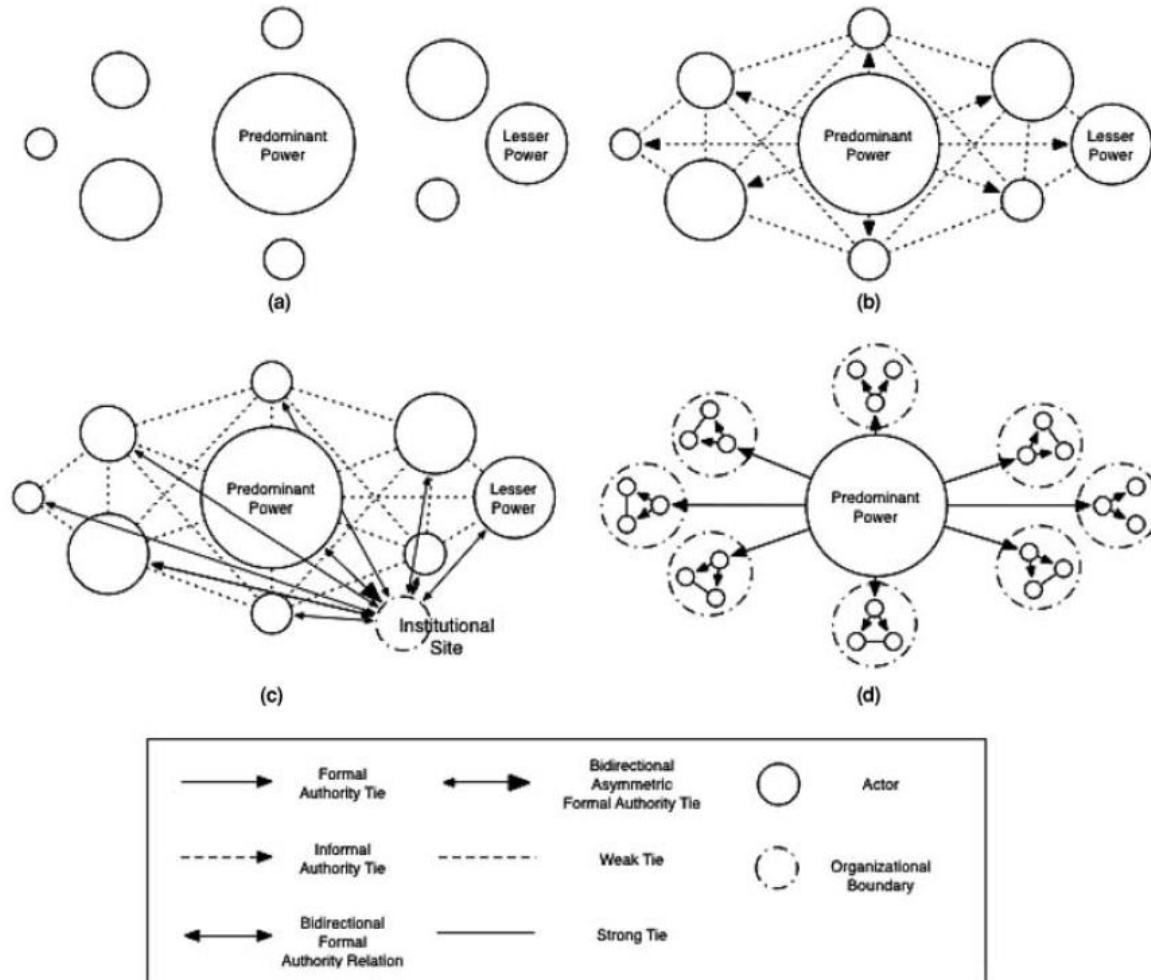 Predominant
Power
Lesser
Power
(a)
Predominant
Power
Lesser
Power
(b)
Predominant
Power
Lesser
Power
Institutional
Site
(c)
Predominant
Power
(d)
Formal
Authority Tie
Bidirectional
Asymmetric
Formal Authority Tie
Actor
Informal
Authority Tie
Weak Tie
Organizational
Boundary
Bidirectional
Formal
Authority Relation
Strong Tie